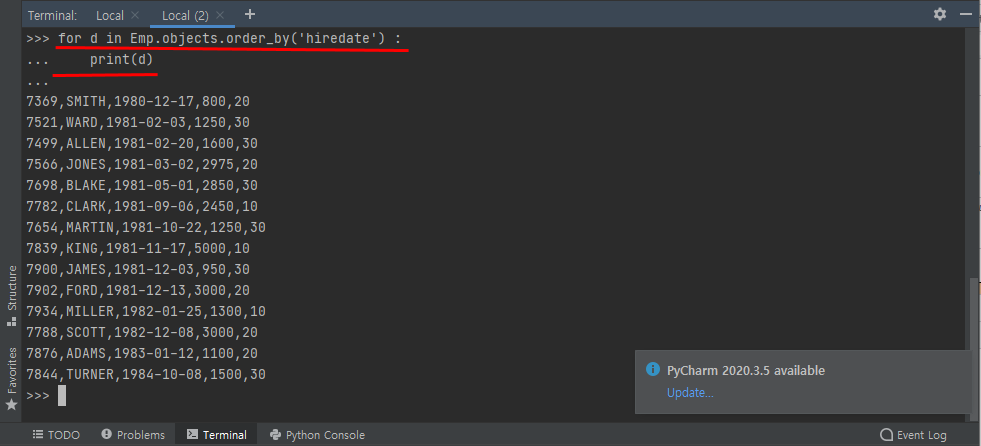 Terminal: Local × Local (2) × +
>>> for d in Emp.objects.order_by('hiredate') :
...     print(d)
...
7369,SMITH,1980-12-17,800,20
7521,WARD,1981-02-03,1250,30
7499,ALLEN,1981-02-20,1600,30
7566,JONES,1981-03-02,2975,20
7698,BLAKE,1981-05-01,2850,30
7782,CLARK,1981-09-06,2450,10
7654,MARTIN,1981-10-22,1250,30
7839,KING,1981-11-17,5000,10
7900,JAMES,1981-12-03,950,30
7902,FORD,1981-12-13,3000,20
7934,MILLER,1982-01-25,1300,10
7788,SCOTT,1982-12-08,3000,20
7876,ADAMS,1983-01-12,1100,20
7844,TURNER,1984-10-08,1500,30
>>>
Structure
Favorites
PyCharm 2020.3.5 available
Update...
TODO Problems Terminal Python Console Event Log